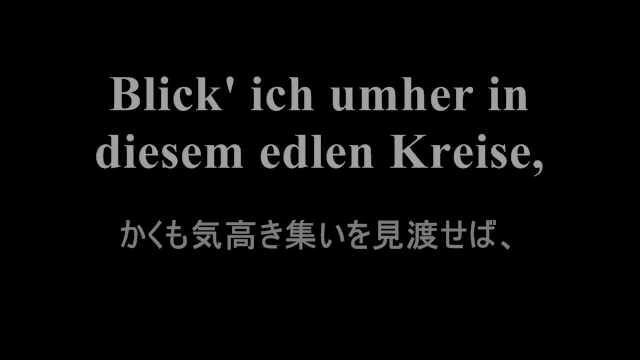 Blick' ich umher in
diesem edlen Kreise,
かくも気高き集いを見渡せば、